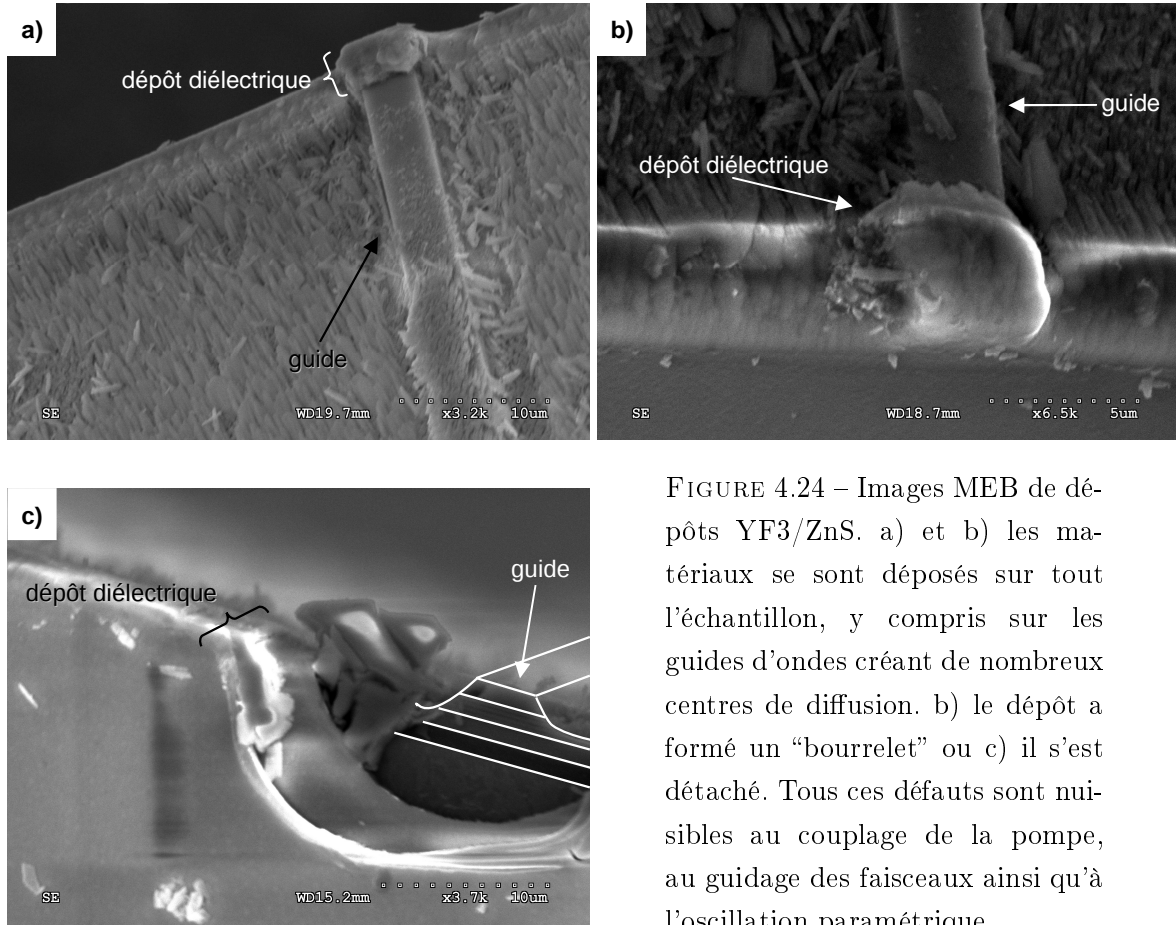 a)
dépôt diélectrique
guide
SE WD19.7mm x3.2k 10um
b)
guide
dépôt diélectrique
SE WD18.7mm x6.5k 5um
c)
guide
dépôt diélectrique
SE WD15.2mm x3.7k 10um
FIGURE 4.24 – Images MEB de dé-
pôts YF3/ZnS. a) et b) les ma-
tériaux se sont déposés sur tout
l'échantillon, y compris sur les
guides d'ondes créant de nombreux
centres de diffusion. b) le dépôt a
formé un “bourrelet” ou c) il s'est
détaché. Tous ces défauts sont nui-
sibles au couplage de la pompe,
au guidage des faisceaux ainsi qu'à
l'oscillation paramétrique